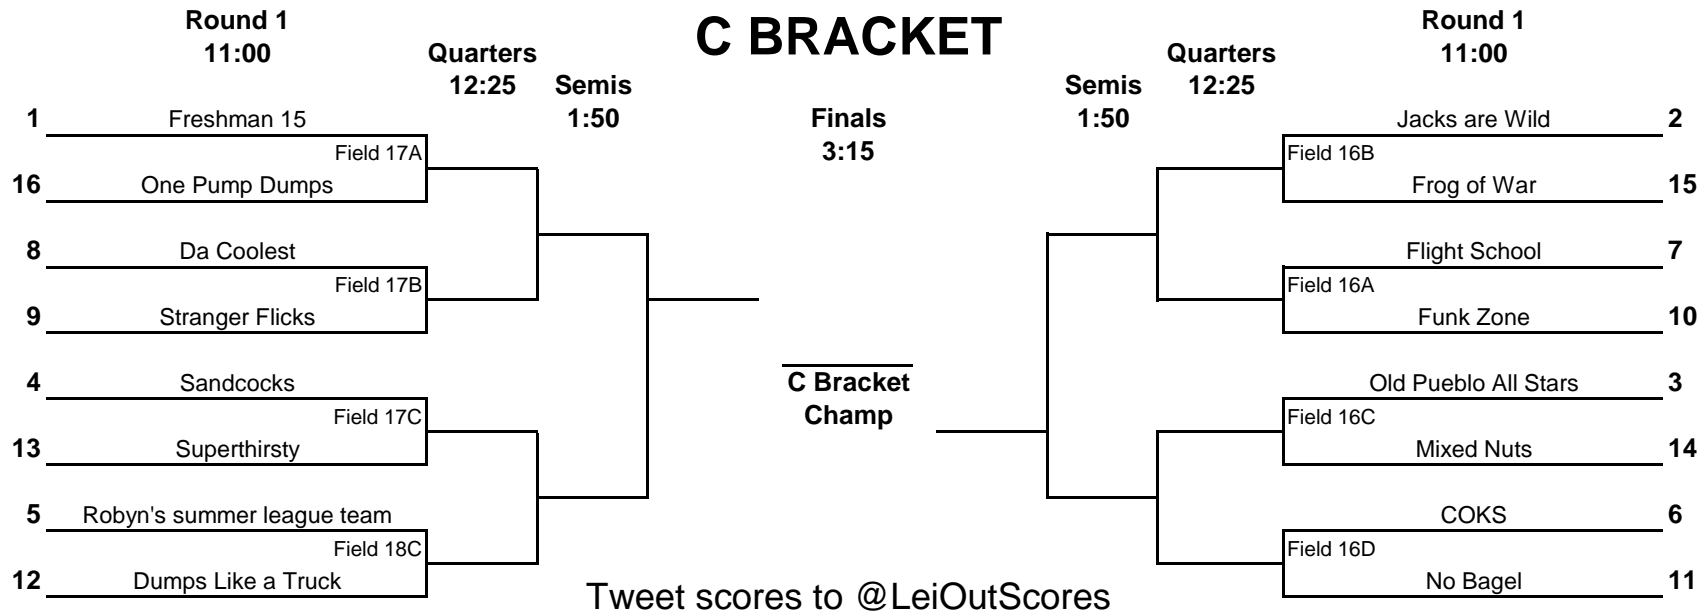 C BRACKET
Round 1
11:00
Quarters
12:25
Semis
1:50
Finals
3:15
Semis
1:50
Quarters
12:25
Round 1
11:00
1 Freshman 15
Field 17A
16 One Pump Dumps
8 Da Coolest
Field 17B
9 Stranger Flicks
4 Sandcocks
Field 17C
13 Superthirsty
5 Robyn's summer league team
Field 18C
12 Dumps Like a Truck
C Bracket
Champ
Jacks are Wild 2
Field 16B
Frog of War 15
Flight School 7
Field 16A
Funk Zone 10
Old Pueblo All Stars 3
Field 16C
Mixed Nuts 14
COKS 6
Field 16D
No Bagel 11
Tweet scores to @LeiOutScores